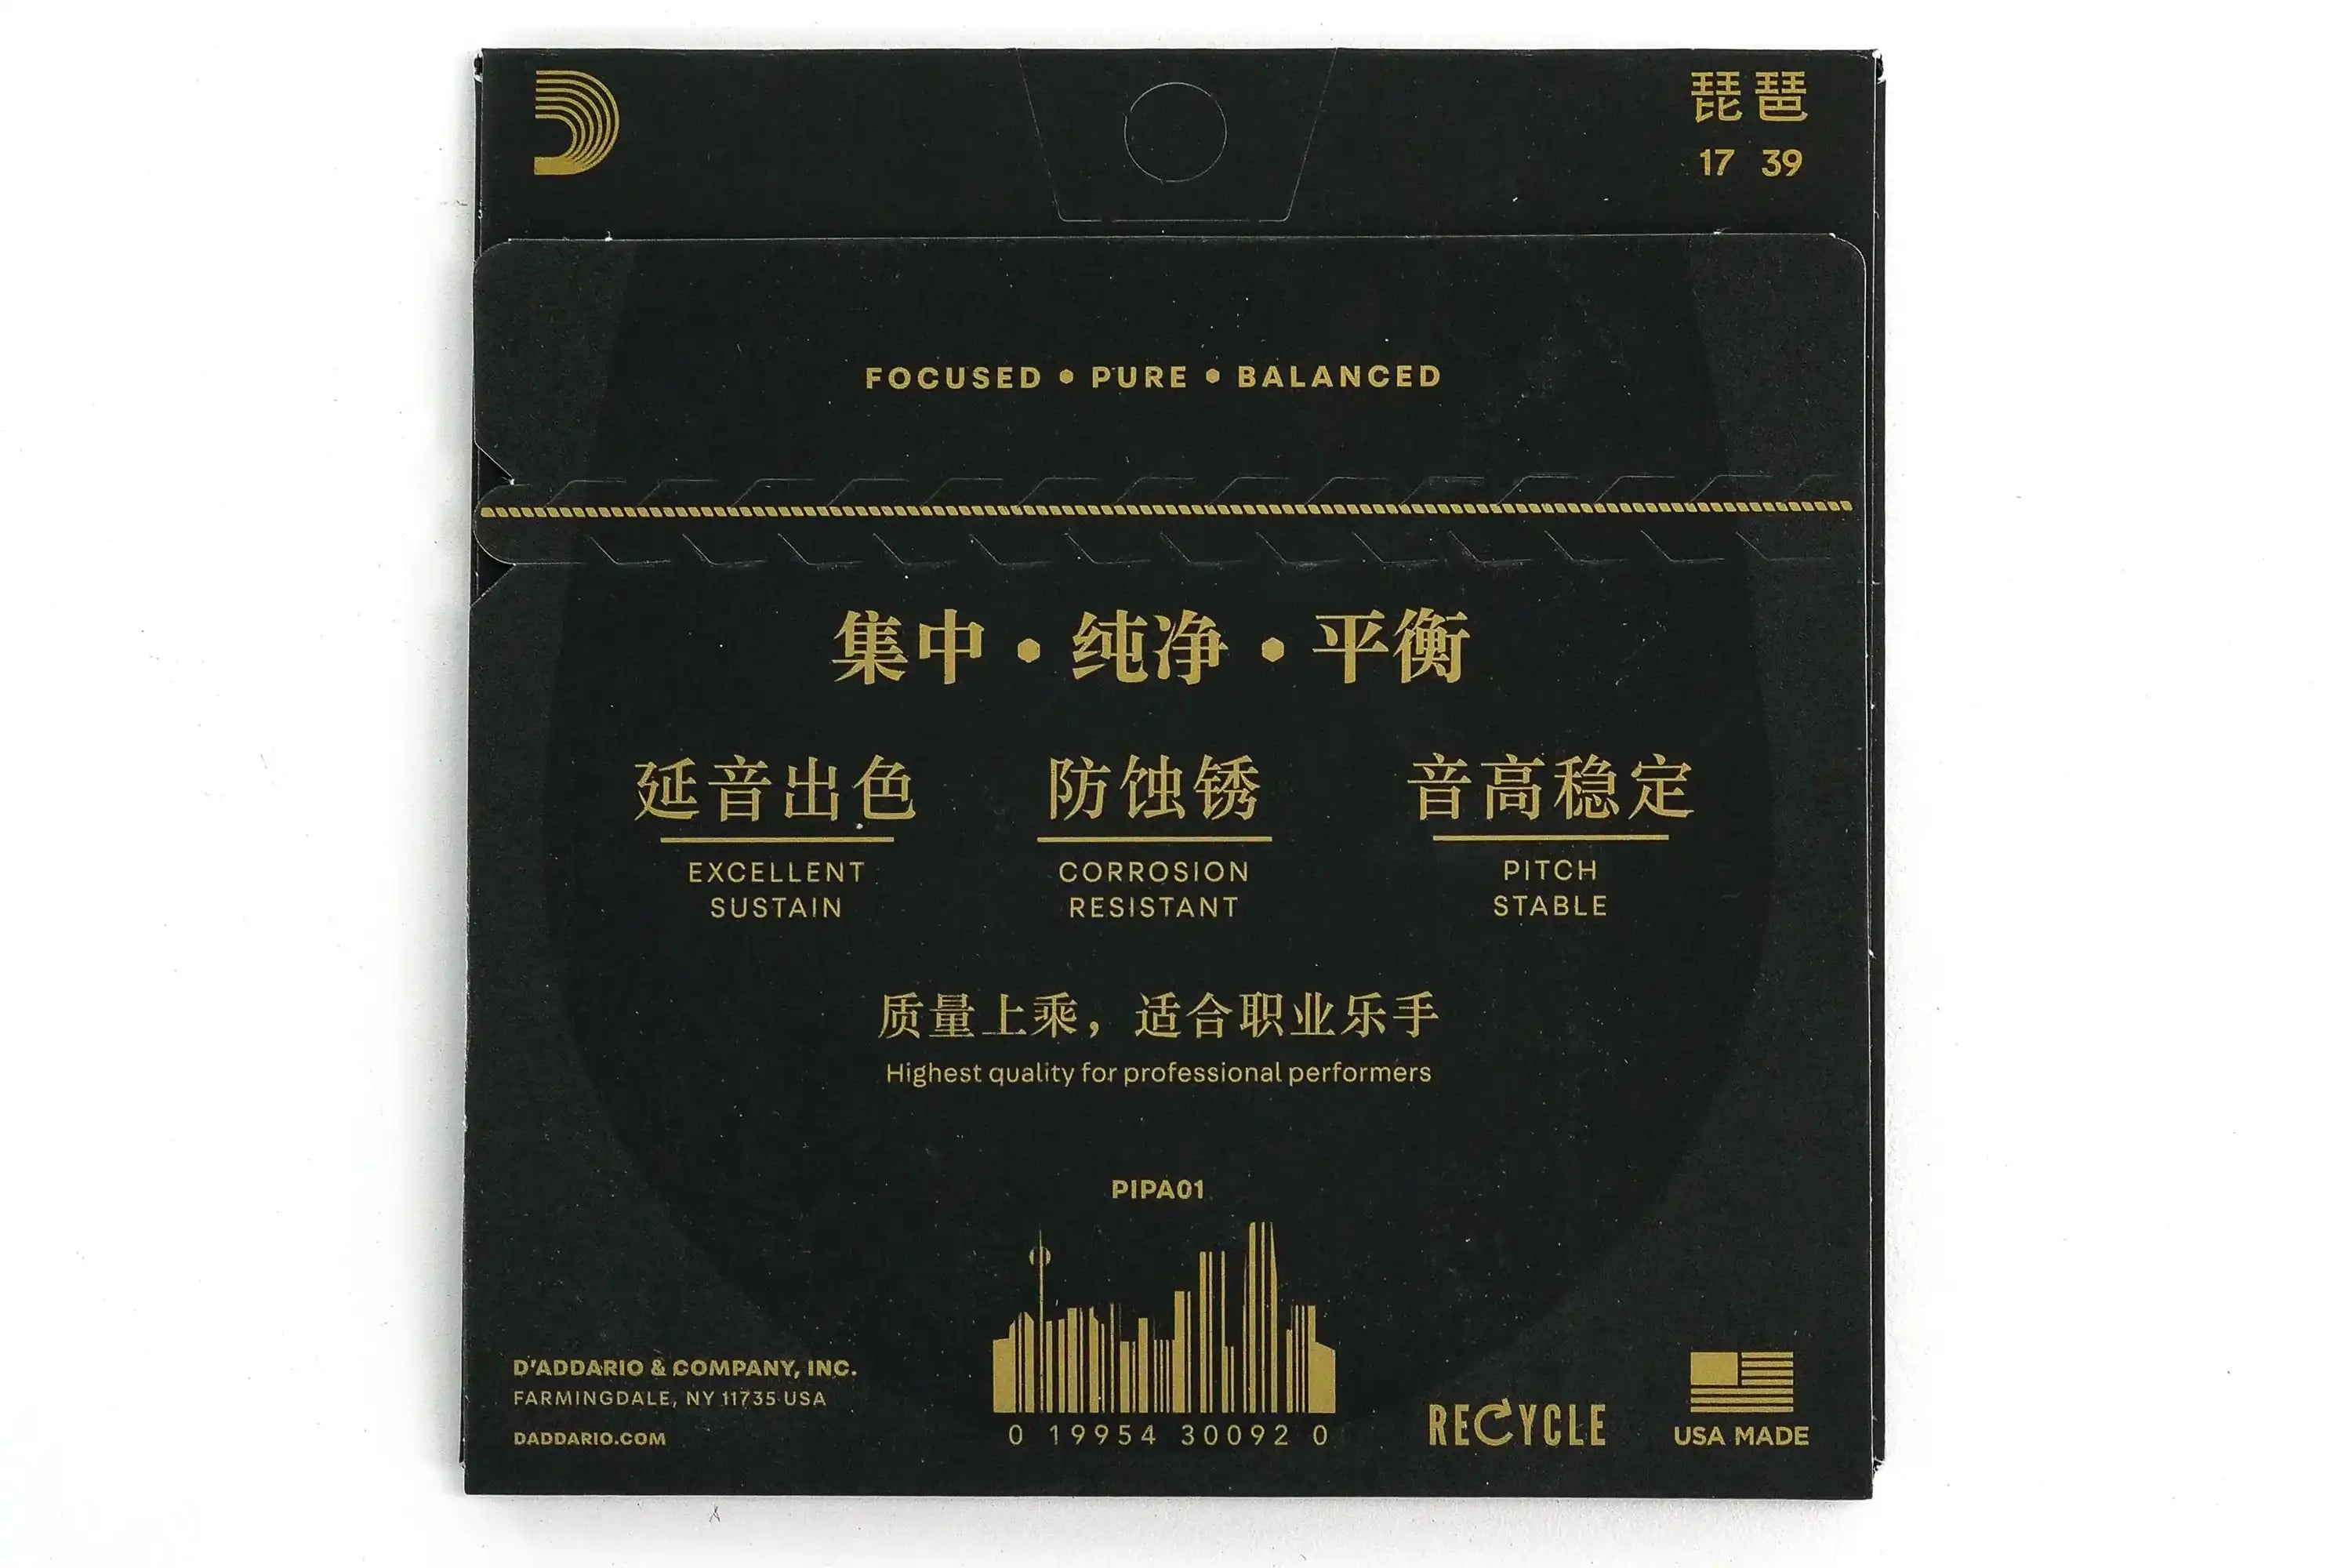 琵琶
17 39
FOCUSED • PURE • BALANCED
集中 • 纯净 • 平衡
延音出色
EXCELLENT
SUSTAIN
防蚀锈
CORROSION
RESISTANT
音高稳定
PITCH
STABLE
质量上乘，适合职业乐手
Highest quality for professional performers
PIPA01
D'ADDARIO & COMPANY, INC.
FARMINGDALE, NY 11735 USA
DADDARIO.COM
0 19954 30092 0
RECYCLE
USA MADE